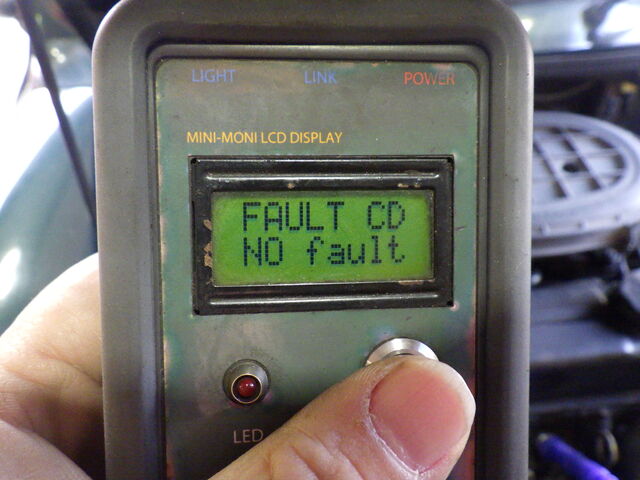 LIGHT LINK POWER
MINI-MONI LCD DISPLAY
FAULT CD
NO fault
LED